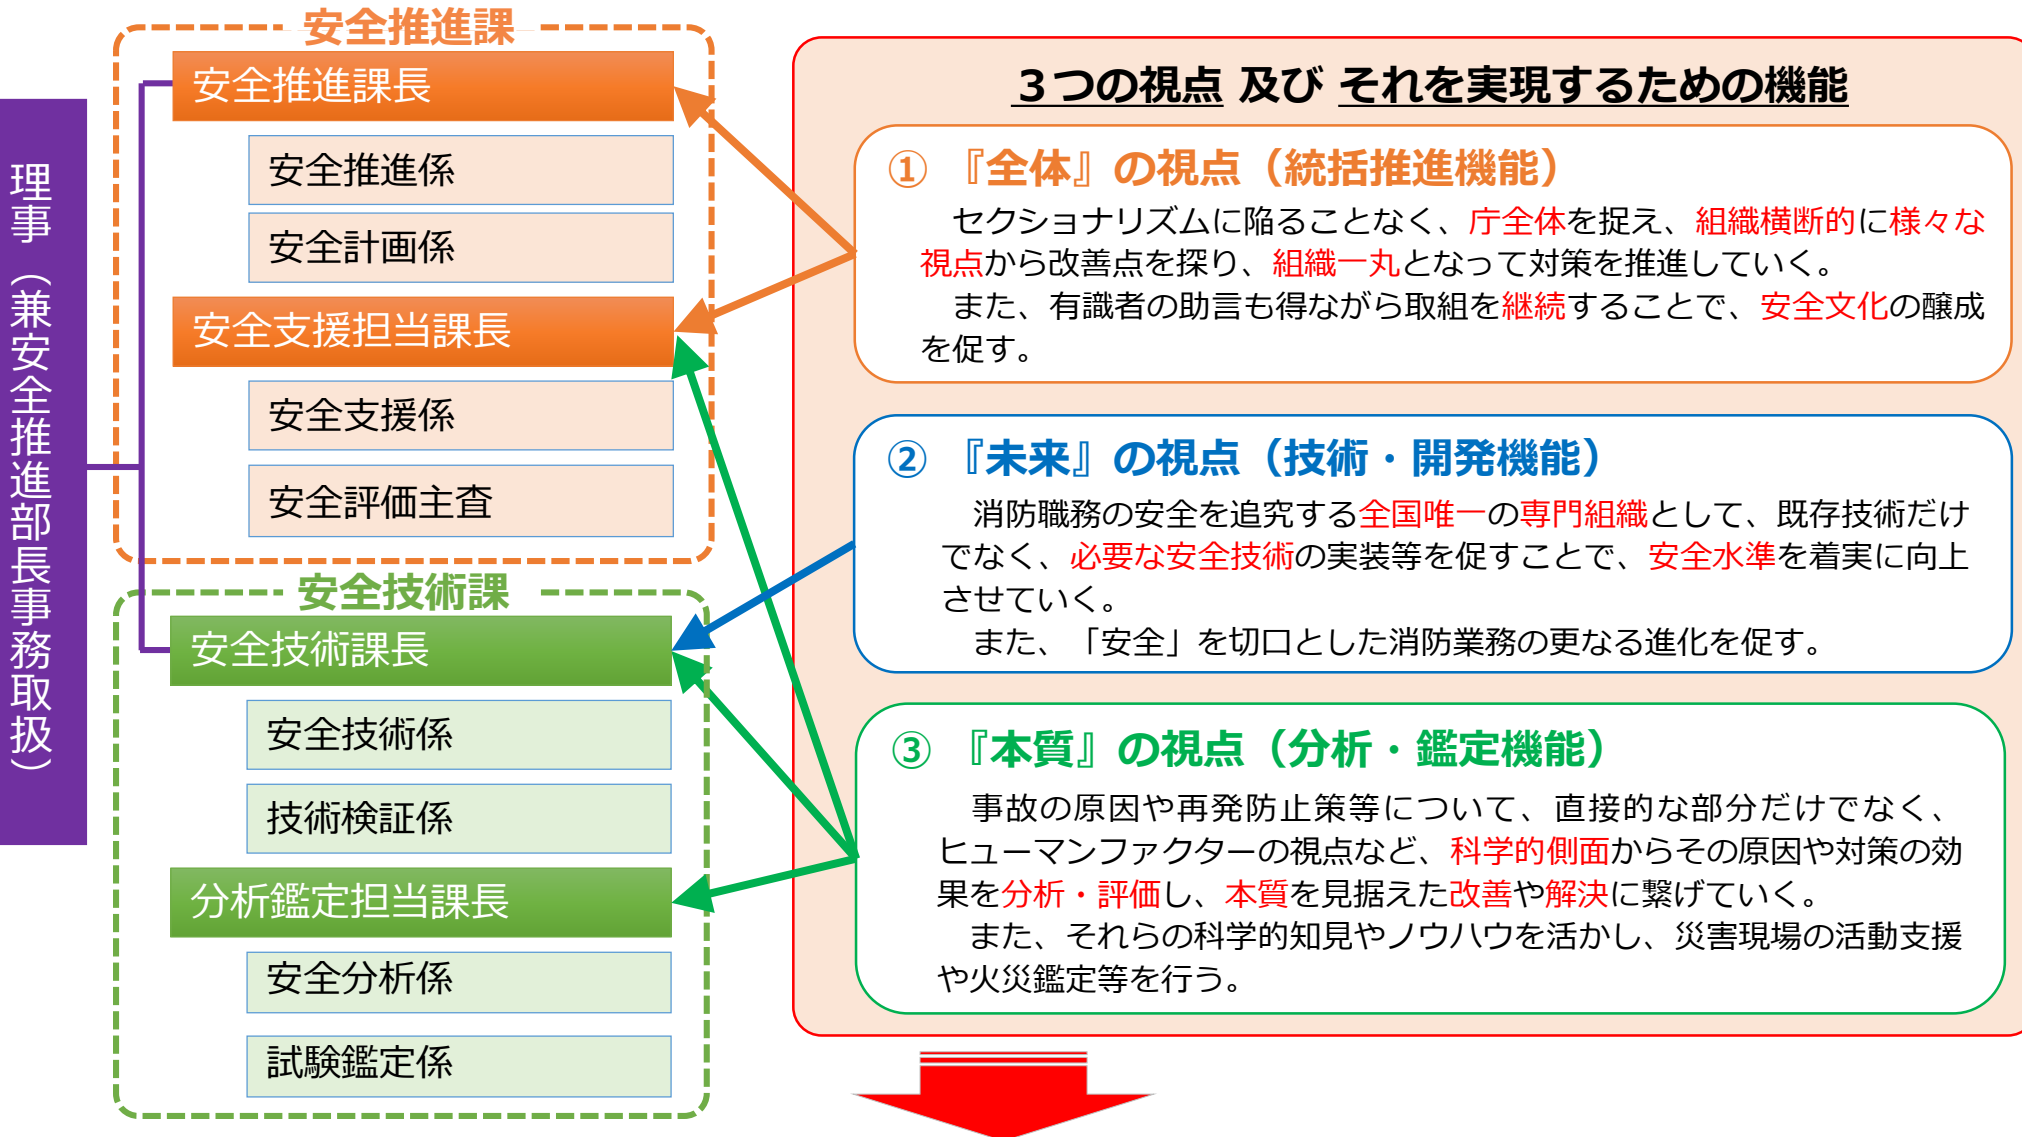 理事（兼安全推進部長事務取扱）
安全推進課
安全推進課長
安全推進係
安全計画係
安全支援担当課長
安全支援係
安全評価主査
安全技術課
安全技術課長
安全技術係
技術検証係
分析鑑定担当課長
安全分析係
試験鑑定係
３つの視点 及び それを実現するための機能
① 『全体』の視点（統括推進機能）
セクショナリズムに陥ることなく、庁全体を捉え、組織横断的に様々な
視点から改善点を探り、組織一丸となって対策を推進していく。
また、有識者の助言も得ながら取組を継続することで、安全文化の醸成
を促す。
② 『未来』の視点（技術・開発機能）
消防職務の安全を追究する全国唯一の専門組織として、既存技術だけ
でなく、必要な安全技術の実装等を促すことで、安全水準を着実に向上
させていく。
また、「安全」を切口とした消防業務の更なる進化を促す。
③ 『本質』の視点（分析・鑑定機能）
事故の原因や再発防止策等について、直接的な部分だけでなく、
ヒューマンファクターの視点など、科学的側面からその原因や対策の効
果を分析・評価し、本質を見据えた改善や解決に繋げていく。
また、それらの科学的知見やノウハウを活かし、災害現場の活動支援
や火災鑑定等を行う。